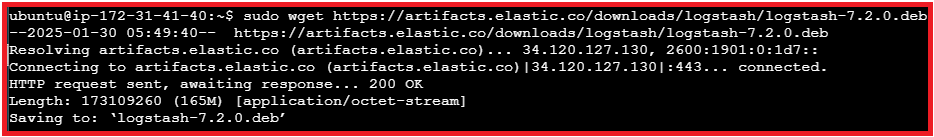 ubuntu@ip-172-31-41-40:~$ sudo wget https://artifacts.elastic.co/downloads/logstash/logstash-7.2.0.deb
--2025-01-30 05:49:40--  https://artifacts.elastic.co/downloads/logstash/logstash-7.2.0.deb
Resolving artifacts.elastic.co (artifacts.elastic.co)... 34.120.127.130, 2600:1901:0:1d7::
Connecting to artifacts.elastic.co (artifacts.elastic.co)|34.120.127.130|:443... connected.
HTTP request sent, awaiting response... 200 OK
Length: 173109260 (165M) [application/octet-stream]
Saving to: ‘logstash-7.2.0.deb’